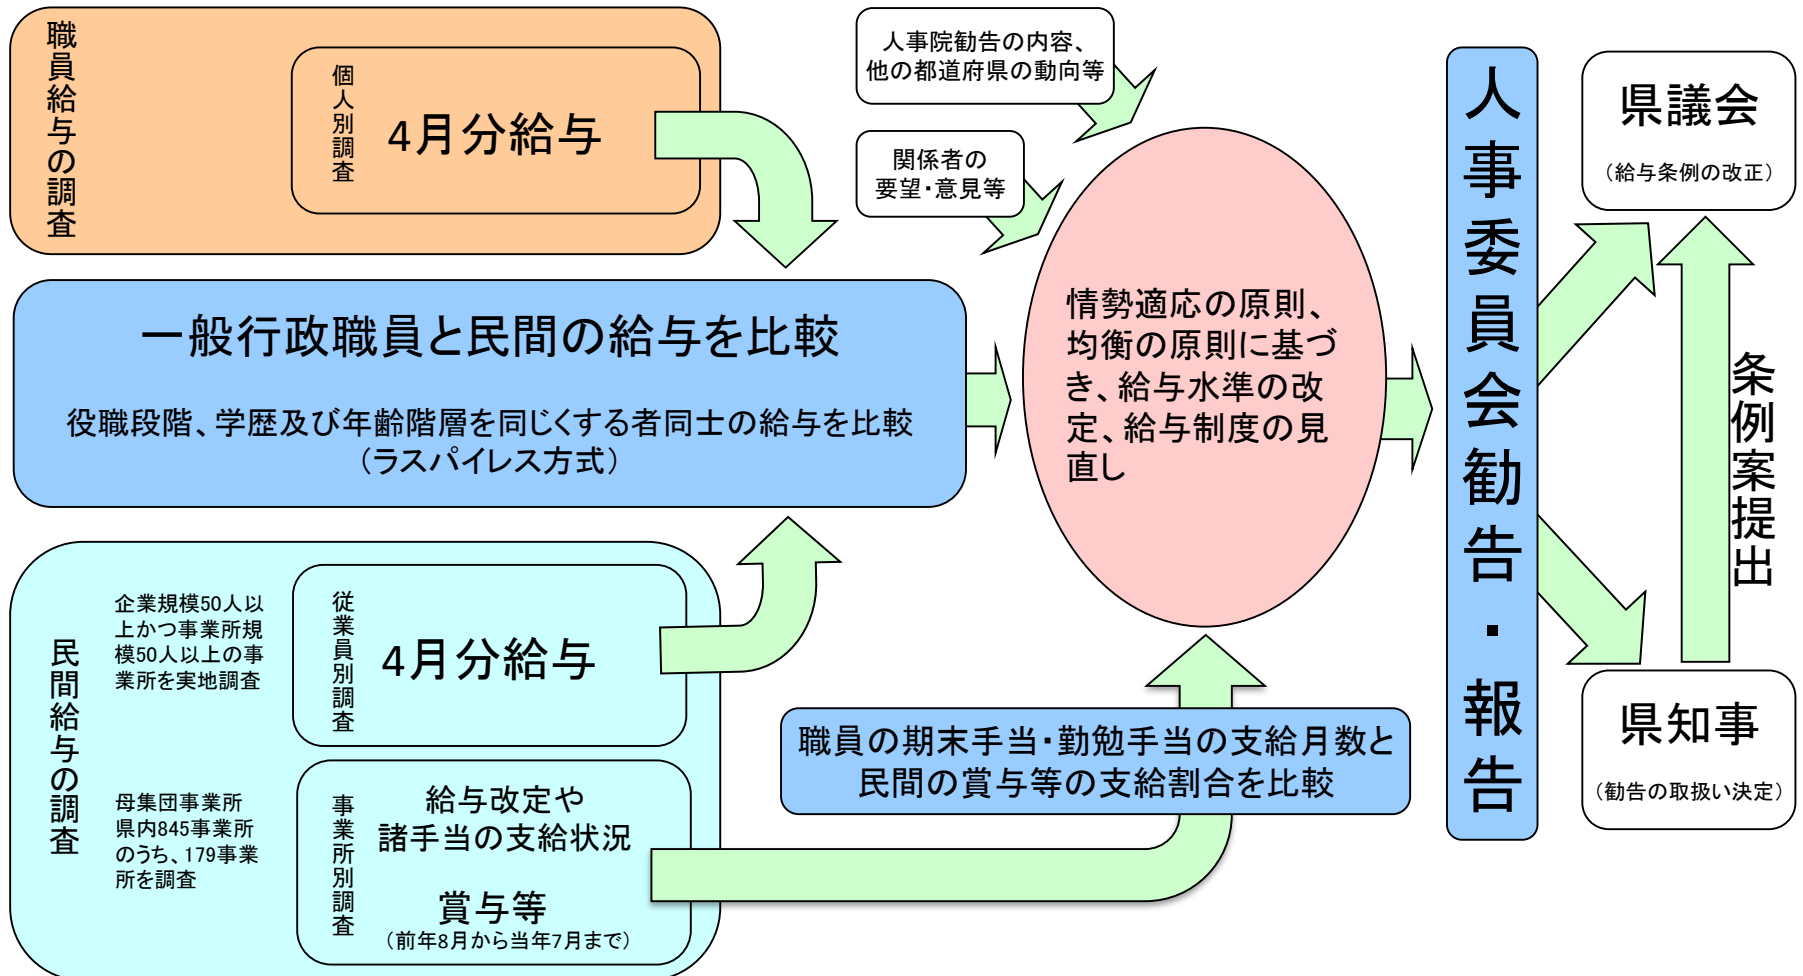 職員給与の調査
個人別調査
4月分給与
人事院勧告の内容、
他の都道府県の動向等
関係者の
要望・意見等
一般行政職員と民間の給与を比較
役職段階、学歴及び年齢階層を同じくする者同士の給与を比較
(ラスパイレス方式)
情勢適応の原則、
均衡の原則に基づ
き、給与水準の改
定、給与制度の見
直し
民間給与の調査
企業規模50人以
上かつ事業所規
模50人以上の事
業所を実地調査
従業員別調査
4月分給与
母集団事業所
県内845事業所
のうち、179事業
所を調査
事業所別調査
給与改定や
諸手当の支給状況
賞与等
(前年8月から当年7月まで)
職員の期末手当・勤勉手当の支給月数と
民間の賞与等の支給割合を比較
人事委員会勧告・報告
県議会
(給与条例の改正)
条例案提出
県知事
(勧告の取扱い決定)